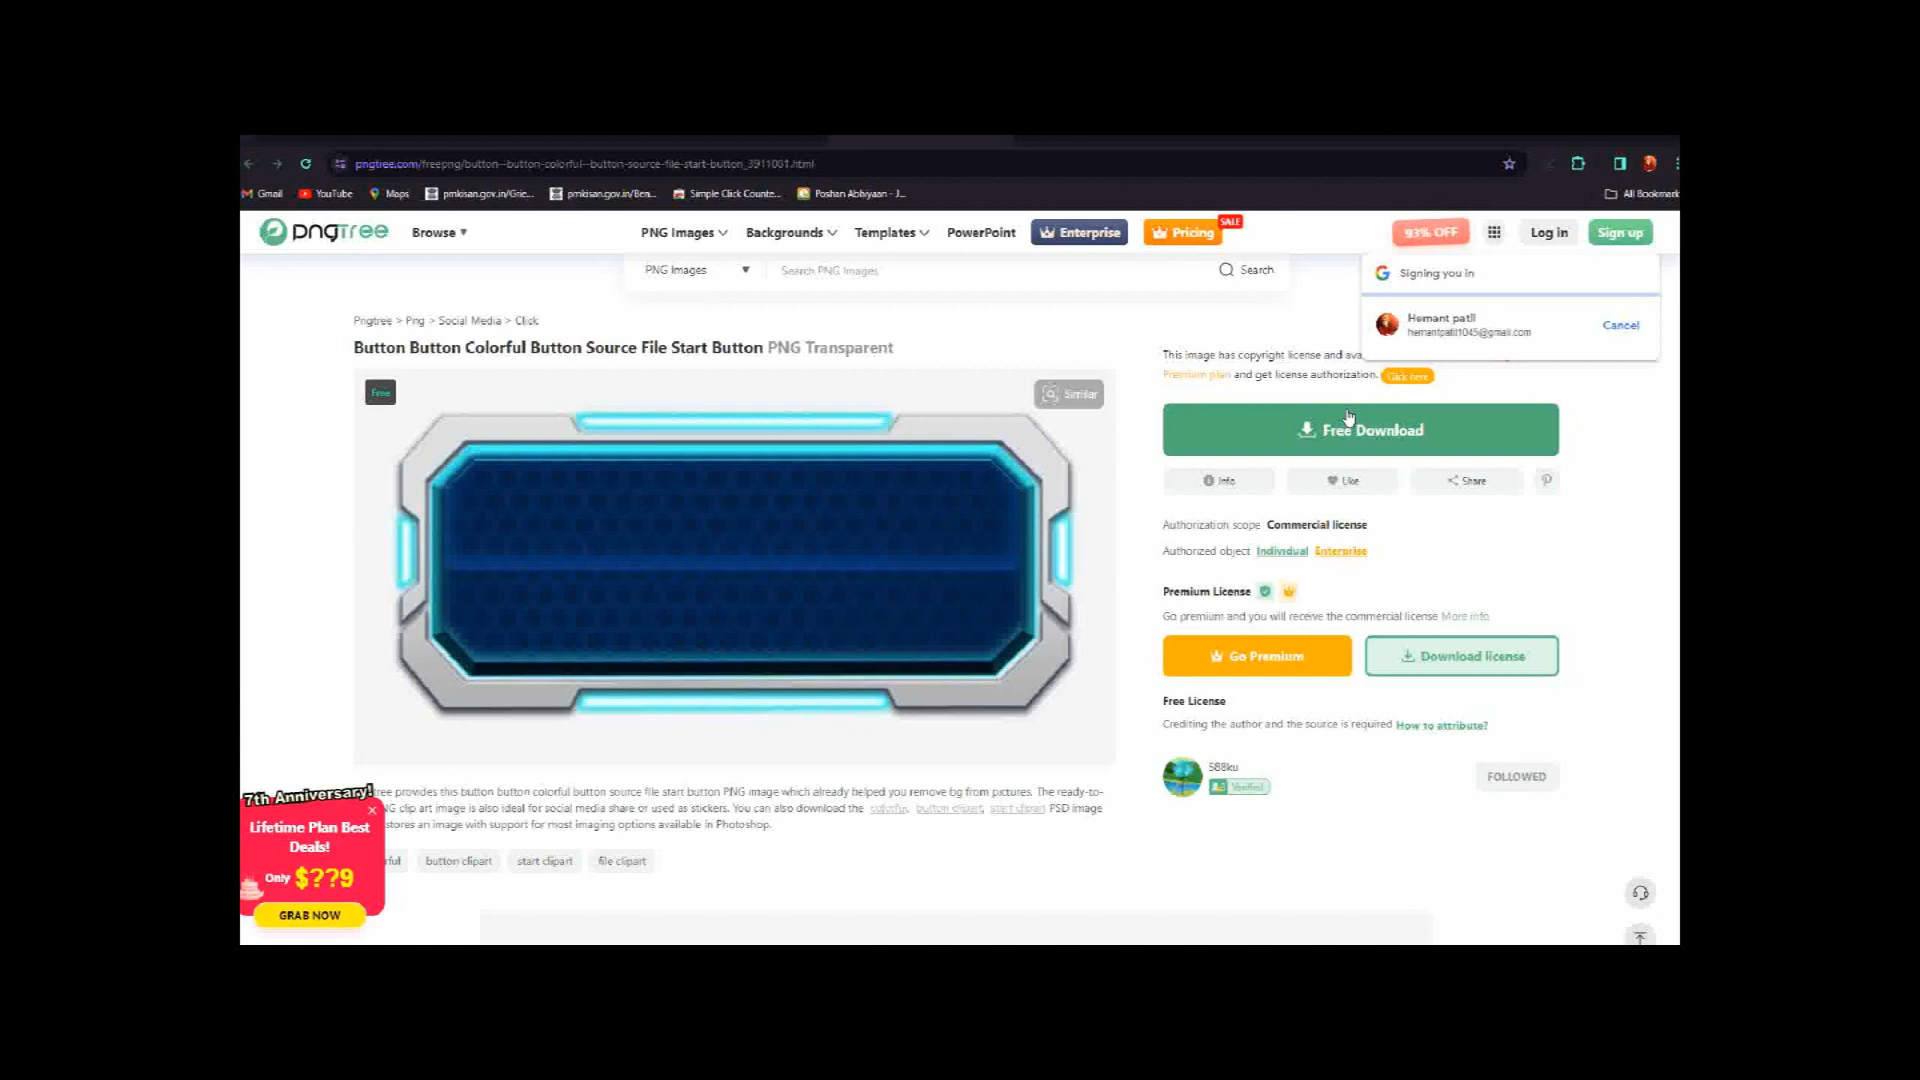 pngtree.com/freepng/button--button-colorful--button-source-file-start-button_3911001.html
Gmail YouTube Maps pmkisan.gov.in/Grie... pmkisan.gov.in/Ben... Simple Click Counte... Poshan Abhiyaan - J... All Bookmark
pngtree Browse PNG Images Backgrounds Templates PowerPoint Enterprise Pricing SALE 93% OFF Log in Sign up
PNG Images Search PNG Images Search
Signing you in
Hemant patil
hemantpatil1045@gmail.com
Cancel
Pngtree > Png > Social Media > Click
Button Button Colorful Button Source File Start Button PNG Transparent
This image has copyright license and ava
Premium plan and get license authorization. Click here
Free
Similar
Free Download
Info Like Share
Authorization scope Commercial license
Authorized object Individual Enterprise
Premium License
Go premium and you will receive the commercial license More info
Go Premium Download license
Free License
Crediting the author and the source is required How to attribute?
588ku
Verified
FOLLOWED
tree provides this button button colorful button source file start button PNG image which already helped you remove bg from pictures. The ready-to-
NG clip art image is also ideal for social media share or used as stickers. You can also download the colorful, button clipart, start clipart PSD image
tores an image with support for most imaging options available in Photoshop.
rful button clipart start clipart file clipart
7th Anniversary!
Lifetime Plan Best
Deals!
Only $??9
GRAB NOW